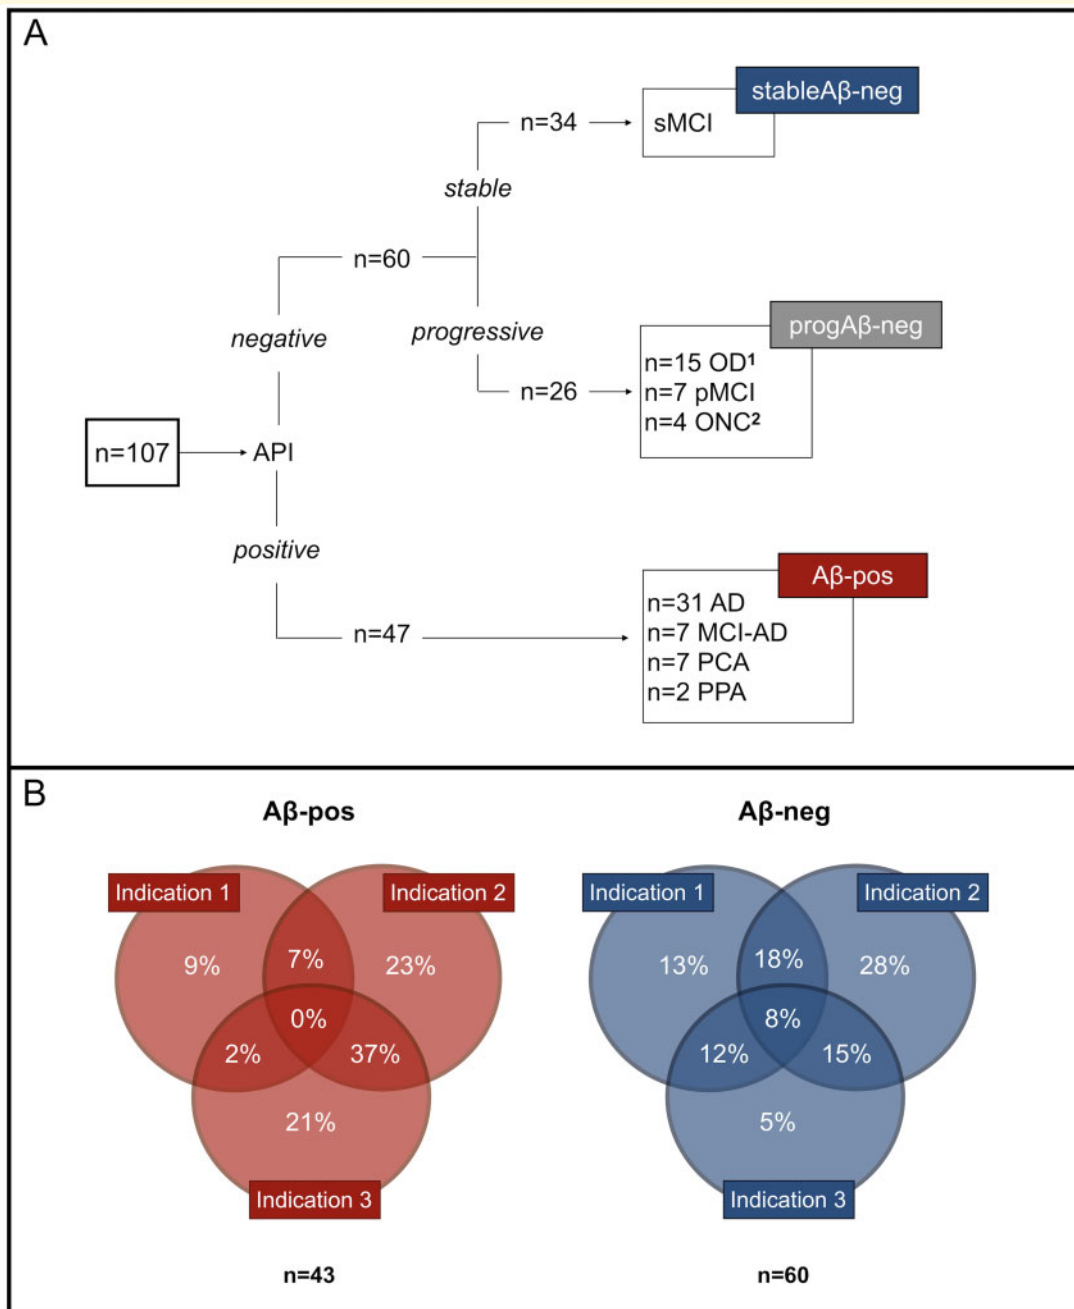 A
stableAβ-neg
n=34
sMCI
stable
n=60
negative
progressive
progAβ-neg
n=26
n=15 OD¹
n=7 pMCI
n=4 ONC²
n=107
API
positive
Aβ-pos
n=47
n=31 AD
n=7 MCI-AD
n=7 PCA
n=2 PPA
B
Aβ-pos
Indication 1
Indication 2
9%
7%
23%
0%
2%
37%
21%
Indication 3
n=43
Aβ-neg
Indication 1
Indication 2
13%
18%
28%
8%
12%
15%
5%
Indication 3
n=60